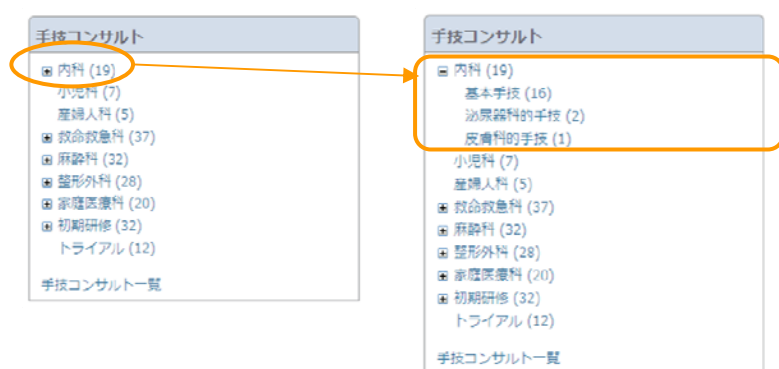 手技コンサルト
内科 (19)
小児科 (7)
産婦人科 (5)
救命救急科 (37)
麻酔科 (32)
整形外科 (28)
家庭医療科 (20)
初期研修 (32)
トライアル (12)
手技コンサルト一覧
手技コンサルト
内科 (19)
基本手技 (16)
泌尿器科的手技 (2)
皮膚科的手技 (1)
小児科 (7)
産婦人科 (5)
救命救急科 (37)
麻酔科 (32)
整形外科 (28)
家庭医療科 (20)
初期研修 (32)
トライアル (12)
手技コンサルト一覧